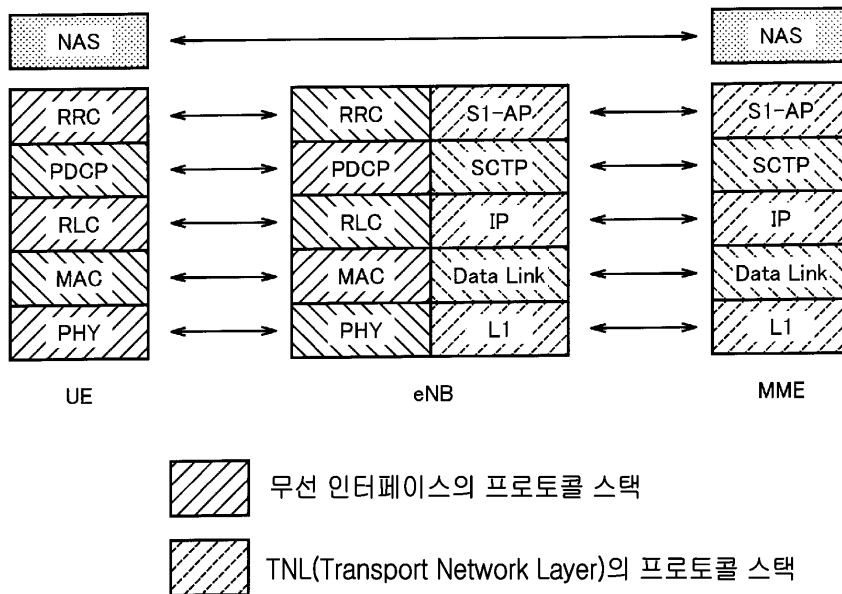 NAS NAS
RRC RRC S1-AP S1-AP
PDCP PDCP SCTP SCTP
RLC RLC IP IP
MAC MAC Data Link Data Link
PHY PHY L1 L1
UE eNB MME
무선 인터페이스의 프로토콜 스택
TNL(Transport Network Layer)의 프로토콜 스택